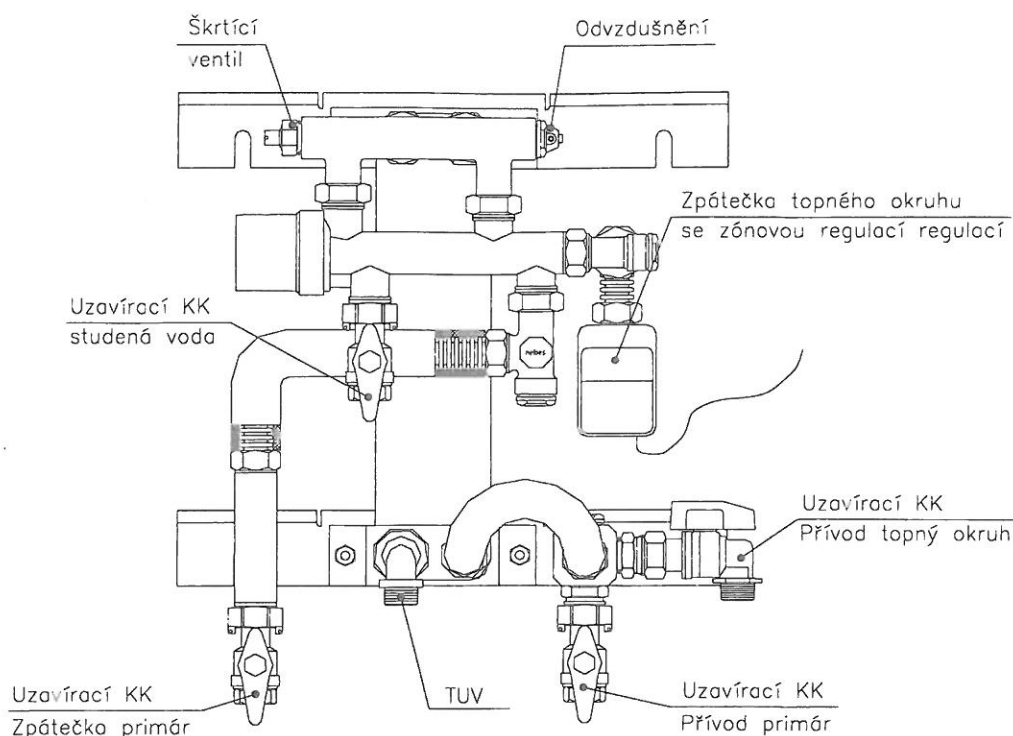 Škrtící
ventil
Odvzdušnění
Zpátečka topného okruhu
se zónovou regulací regulací
Uzavírací KK
studená voda
Uzavírací KK
Přívod topný okruh
Uzavírací KK
Zpátečka primár
TUV
Uzavírací KK
Přívod primár